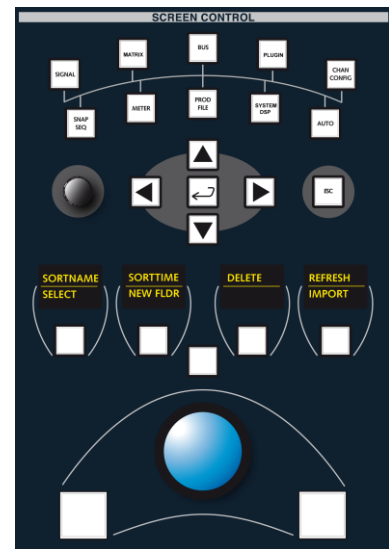 SCREEN CONTROL
BUS
MATRIX
PLUGIN
SIGNAL
CHAN
CONFIG
SNAP
SEQ
METER
PROD
FILE
SYSTEM
DSP
AUTO
ESC
SORTNAME
SELECT
SORTTIME
NEW FLDR
DELETE
REFRESH
IMPORT